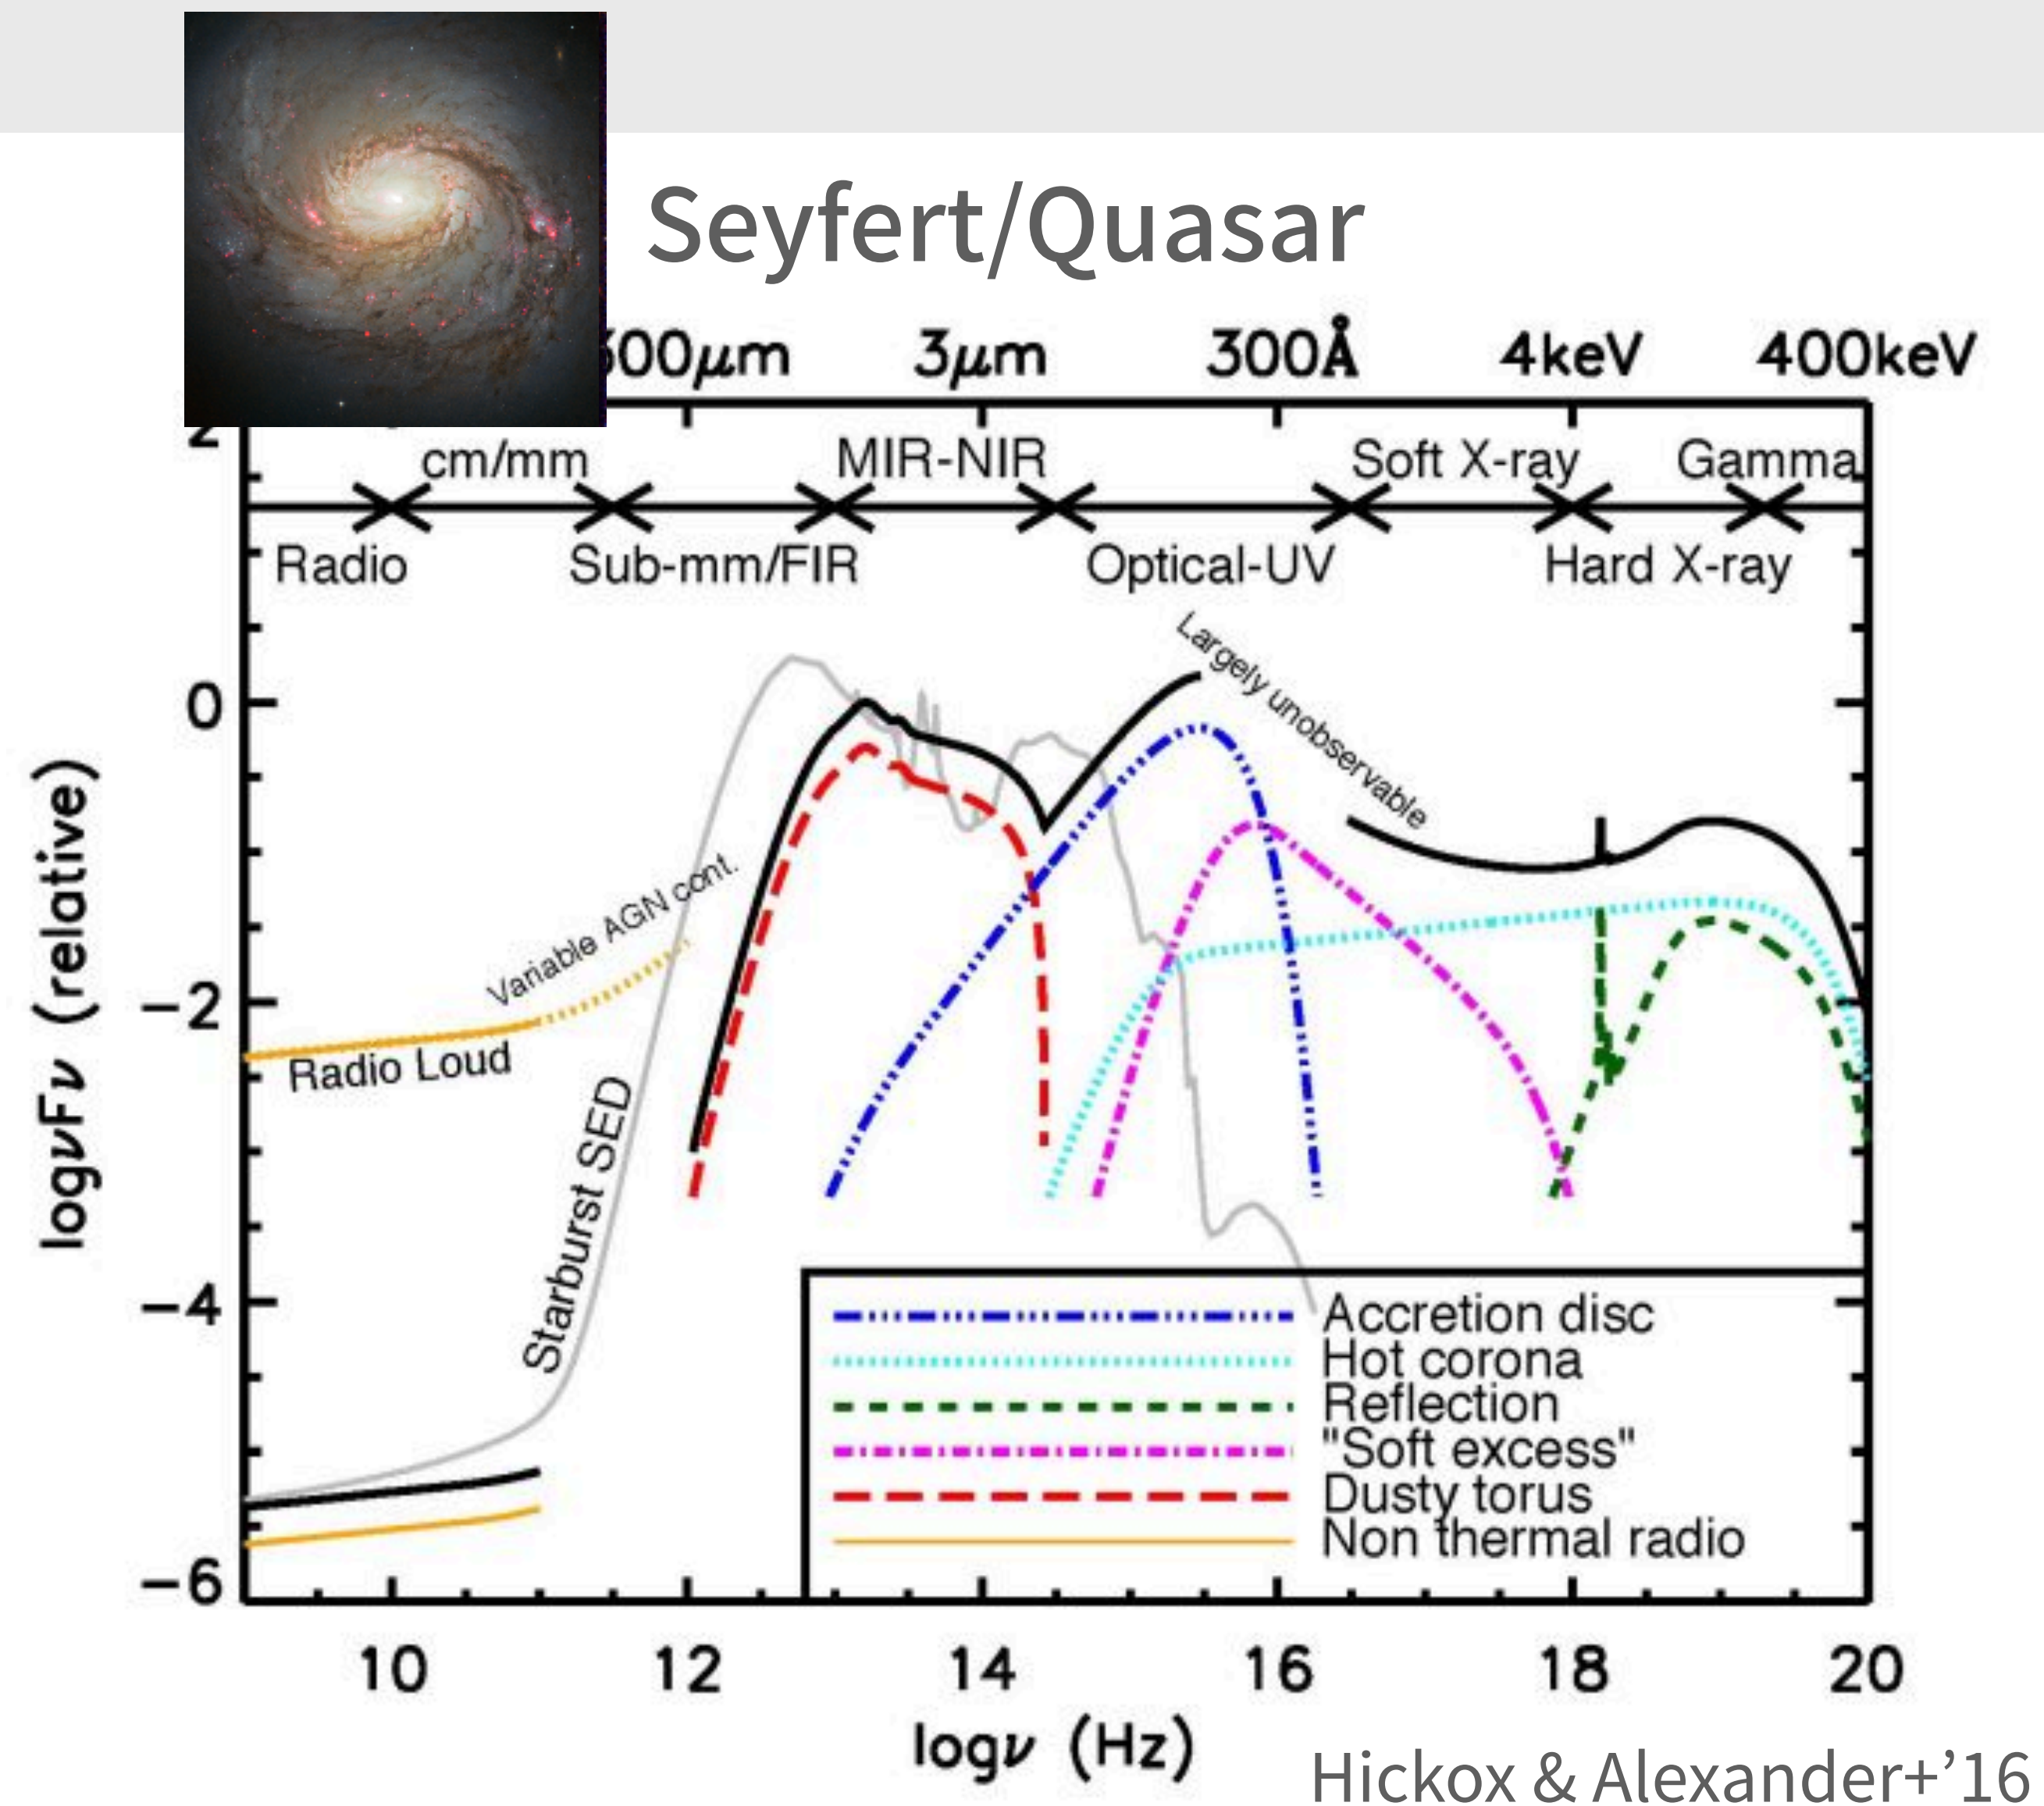 Seyfert/Quasar
300μm 3μm 300Å 4keV 400keV
cm/mm MIR-NIR Soft X-ray Gamma
Radio Sub-mm/FIR Optical-UV Hard X-ray
Largely unobservable
Variable AGN cont.
Radio Loud
Starburst SED
logνFν (relative)
2
0
−2
−4
−6
Accretion disc
Hot corona
Reflection
"Soft excess"
Dusty torus
Non thermal radio
10 12 14 16 18 20
logν (Hz)
Hickox & Alexander+’16